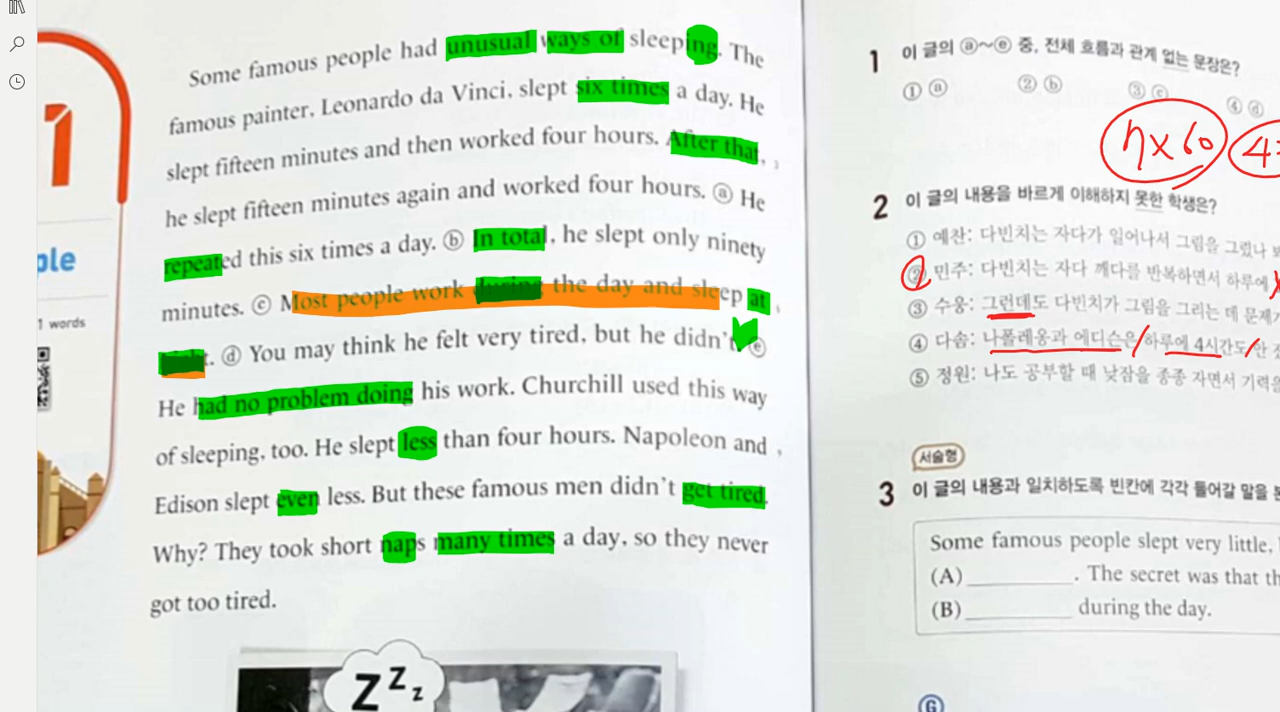 1
ple
1 words
Some famous people had unusual ways of sleeping. The
famous painter, Leonardo da Vinci, slept six times a day. He
slept fifteen minutes and then worked four hours. After that,
he slept fifteen minutes again and worked four hours. ⓐ He
repeated this six times a day. ⓑ In total, he slept only ninety
minutes. ⓒ Most people work during the day and sleep at
. ⓓ You may think he felt very tired, but he didn't. ⓔ
He had no problem doing his work. Churchill used this way
of sleeping, too. He slept less than four hours. Napoleon and
Edison slept even less. But these famous men didn't get tired.
Why? They took short naps many times a day, so they never
got too tired.
Z z z
1 이 글의 ⓐ~ⓔ 중, 전체 흐름과 관계 없는 문장은?
① ⓐ ② ⓑ ③ ⓒ ④ ⓓ
2 이 글의 내용을 바르게 이해하지 못한 학생은?
① 예찬: 다빈치는 자다가 일어나서 그림을 그렸나
② 민주: 다빈치는 자다 깨다를 반복하면서 하루에
③ 수웅: 그런데도 다빈치가 그림을 그리는 데 문제가
④ 다솜: 나폴레옹과 에디슨은 하루에 4시간도
⑤ 정원: 나도 공부할 때 낮잠을 종종 자면서 기력을
서술형
3 이 글의 내용과 일치하도록 빈칸에 각각 들어갈 말을 본
Some famous people slept very little,
(A) ________. The secret was that th
(B) ________ during the day.
G